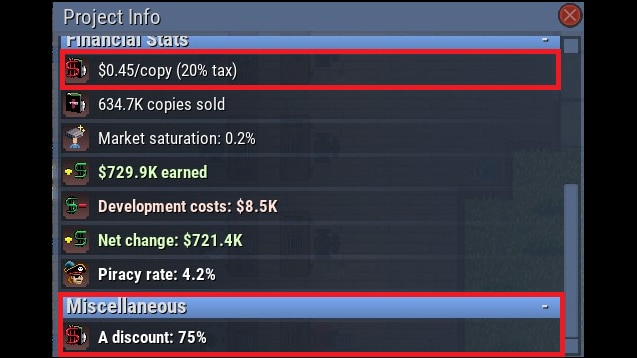 Project Info
Financial Stats
-
$0.45/copy (20% tax)
634.7K copies sold
Market saturation: 0.2%
$729.9K earned
Development costs: $8.5K
Net change: $721.4K
Piracy rate: 4.2%
Miscellaneous
-
A discount: 75%